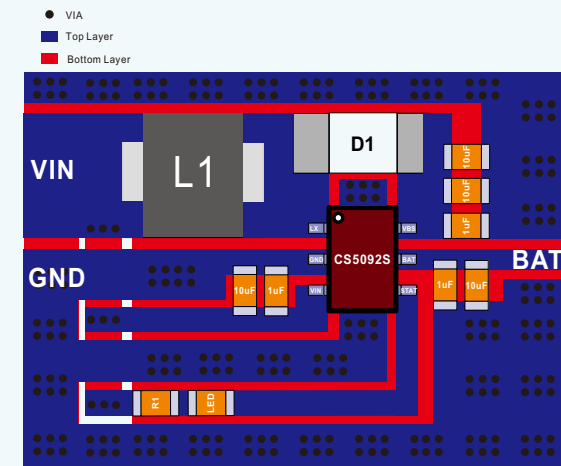 VIA
Top Layer
Bottom Layer
VIN
L1
D1
10uF
10uF
1uF
LX
VBS
GND
CS5092S
BAT
BAT
GND
10uF
1uF
VIN
STAT
1uF
10uF
R1
LED